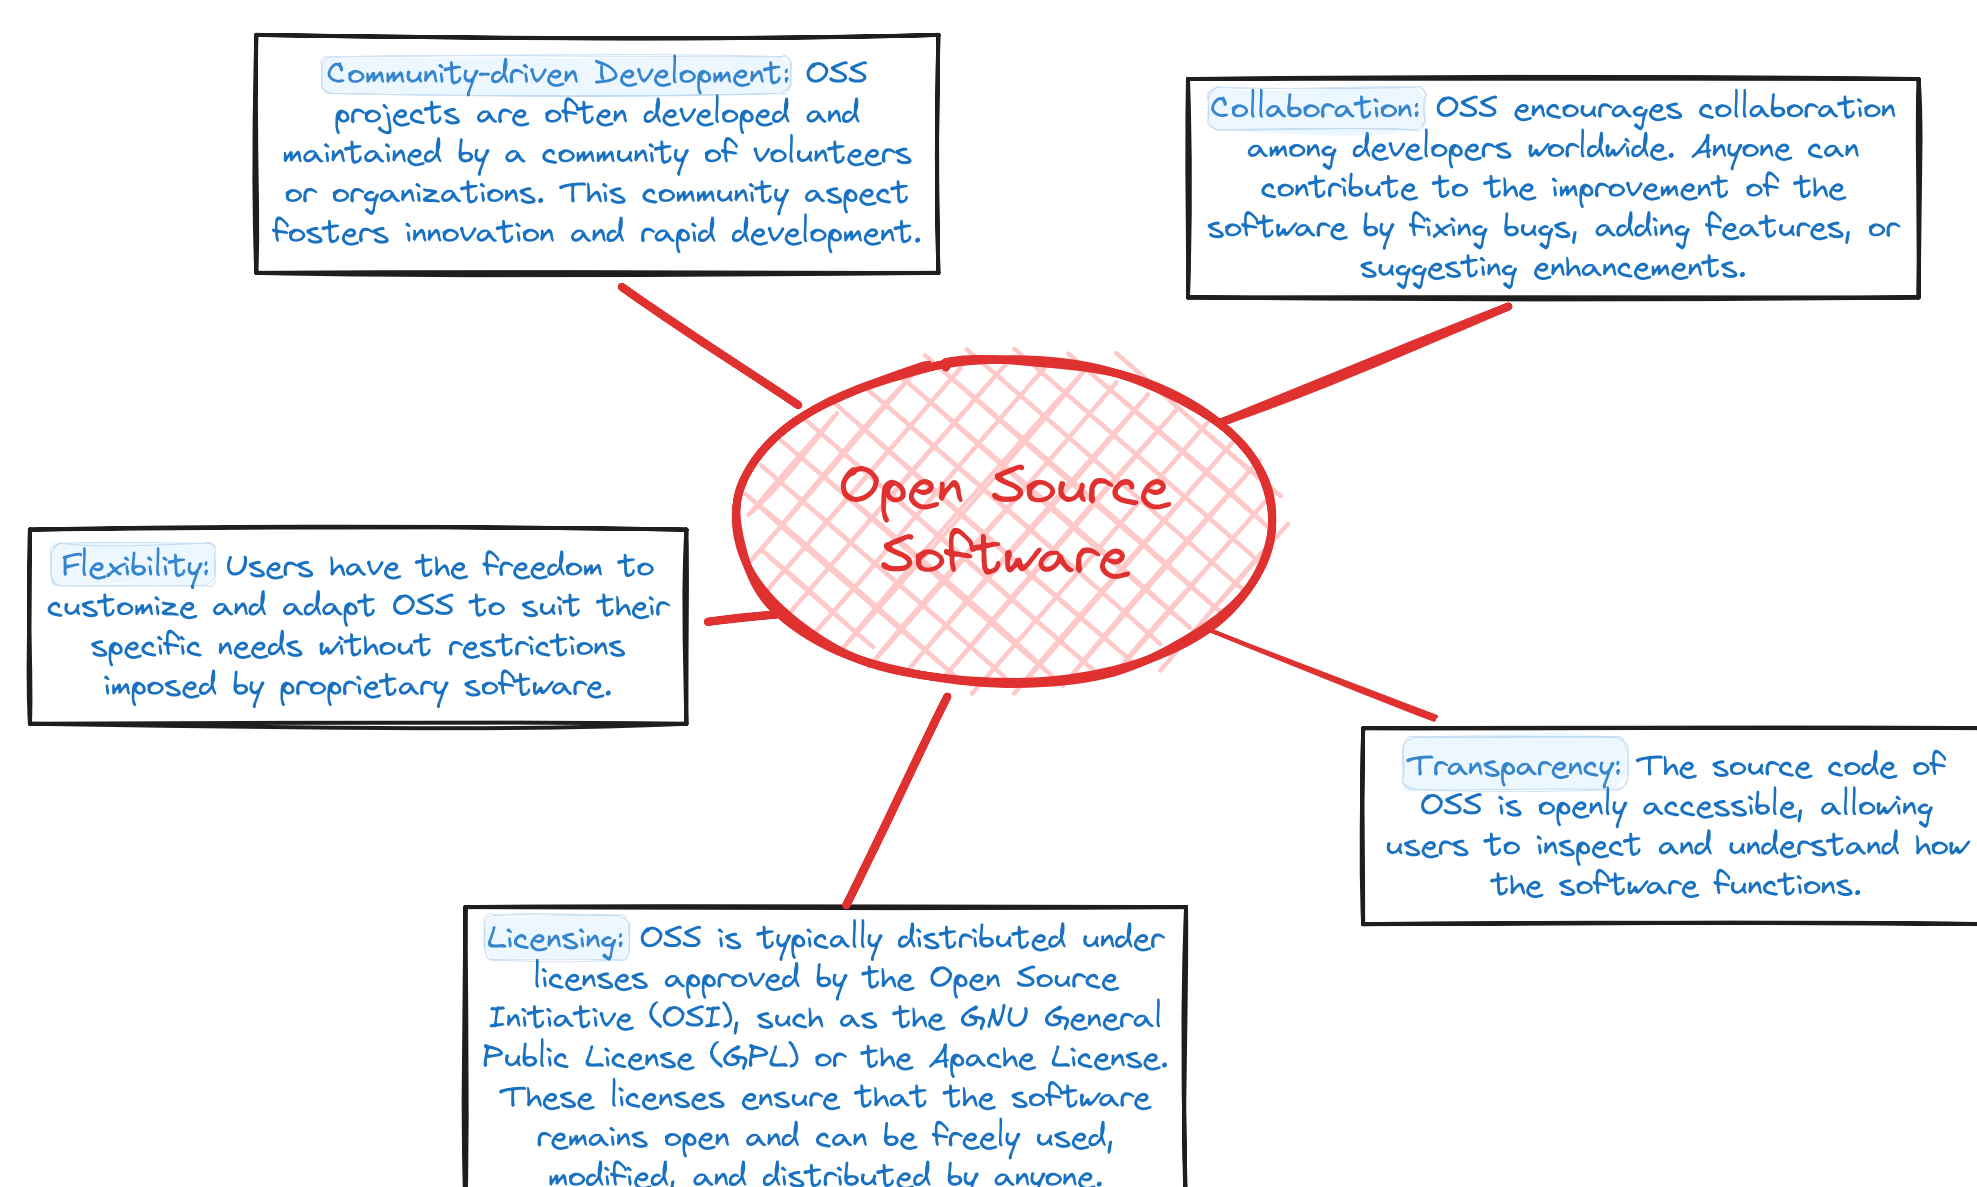 Community-driven Development: OSS
projects are often developed and
maintained by a community of volunteers
or organizations. This community aspect
fosters innovation and rapid development.
Collaboration: OSS encourages collaboration
among developers worldwide. Anyone can
contribute to the improvement of the
software by fixing bugs, adding features, or
suggesting enhancements.
Open Source
Software
Flexibility: Users have the freedom to
customize and adapt OSS to suit their
specific needs without restrictions
imposed by proprietary software.
Transparency: The source code of
OSS is openly accessible, allowing
users to inspect and understand how
the software functions.
Licensing: OSS is typically distributed under
licenses approved by the Open Source
Initiative (OSI), such as the GNU General
Public License (GPL) or the Apache License.
These licenses ensure that the software
remains open and can be freely used,
modified, and distributed by anyone.